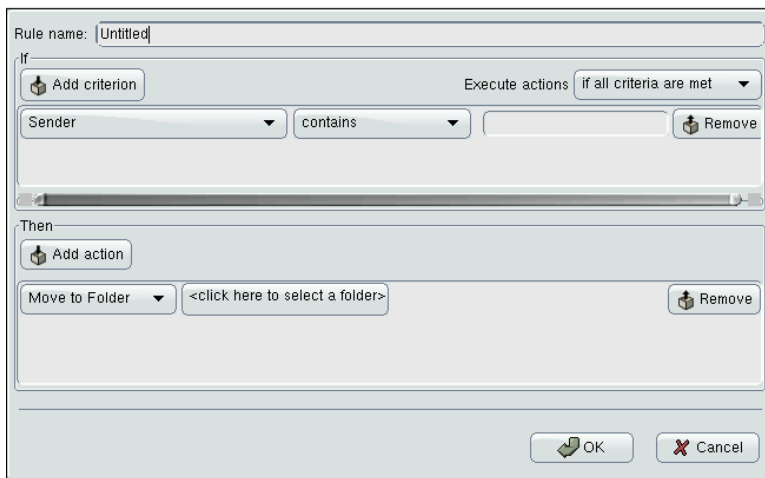 Rule name: Untitled
If
Add criterion Execute actions if all criteria are met
Sender contains Remove
Then
Add action
Move to Folder <click here to select a folder> Remove
OK Cancel